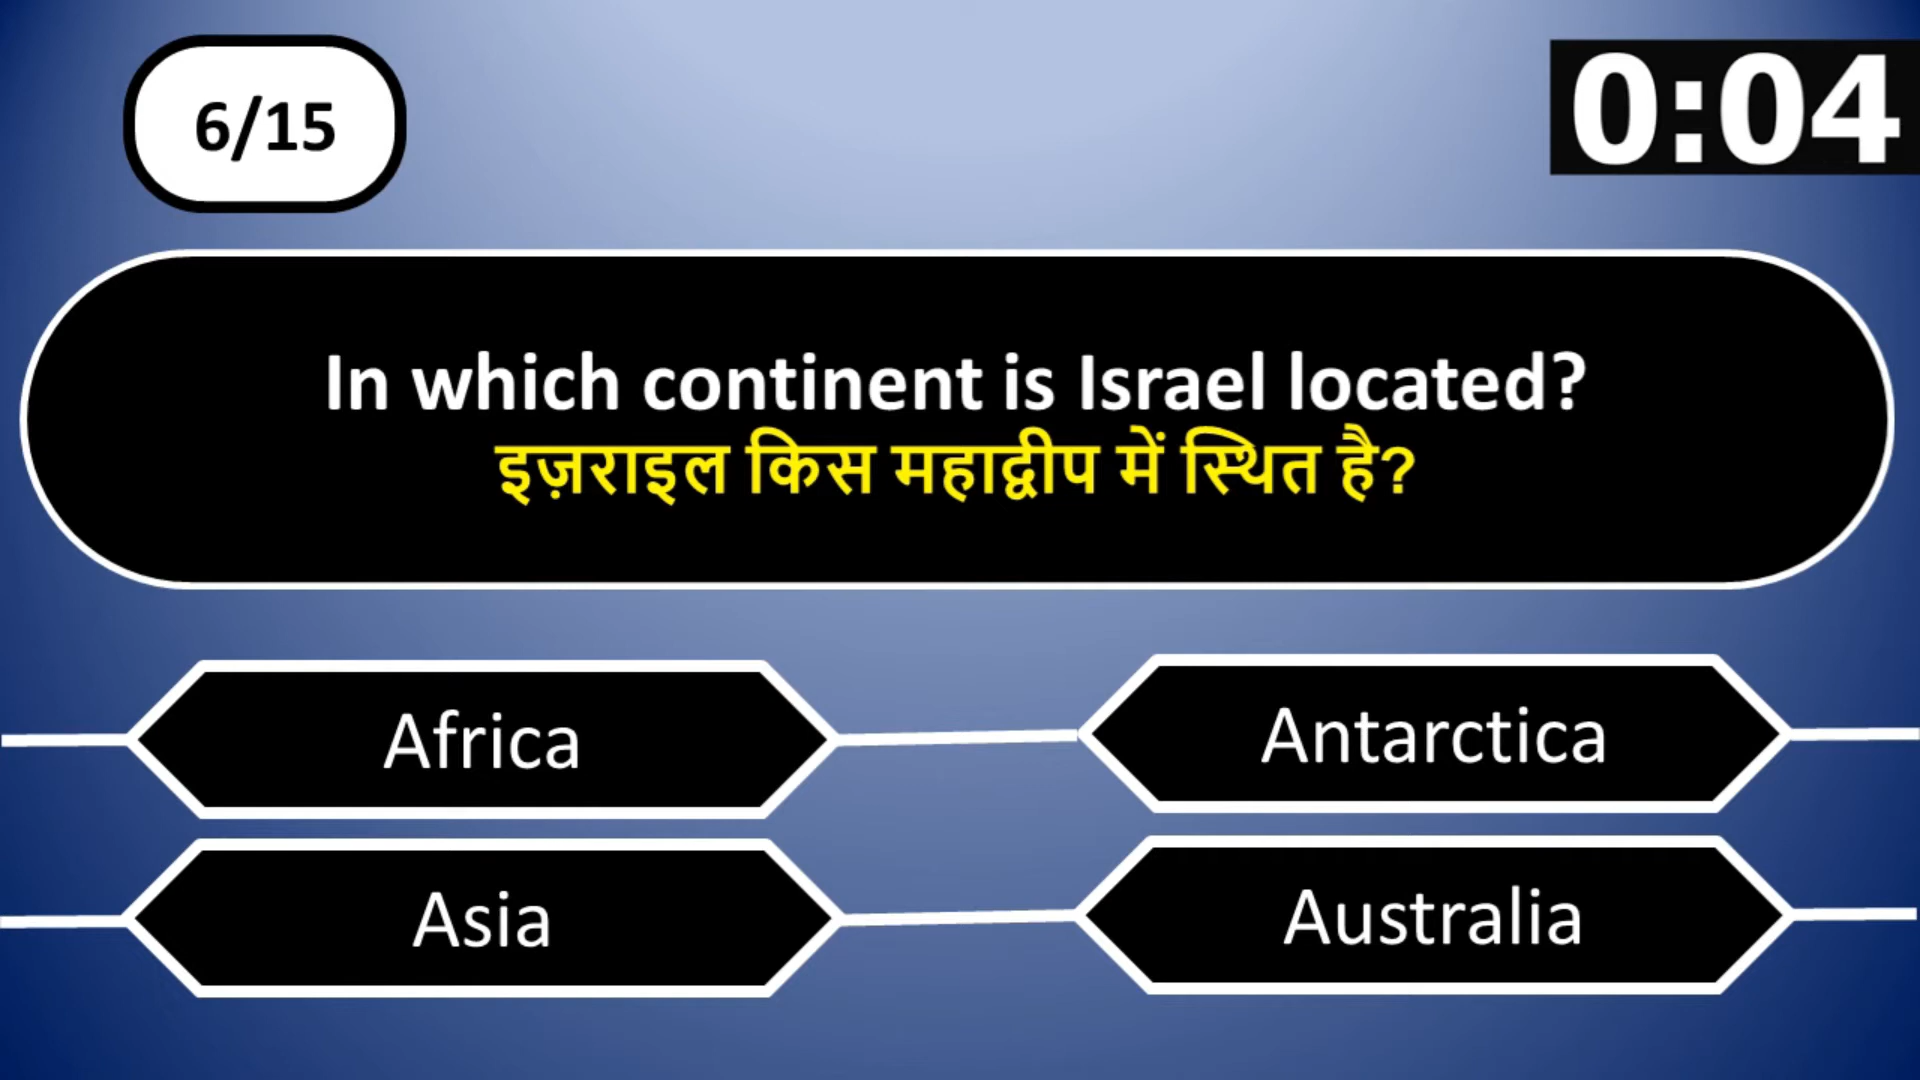 6/15
0:04
In which continent is Israel located?
इज़राइल किस महाद्वीप में स्थित है?
Africa
Antarctica
Asia
Australia